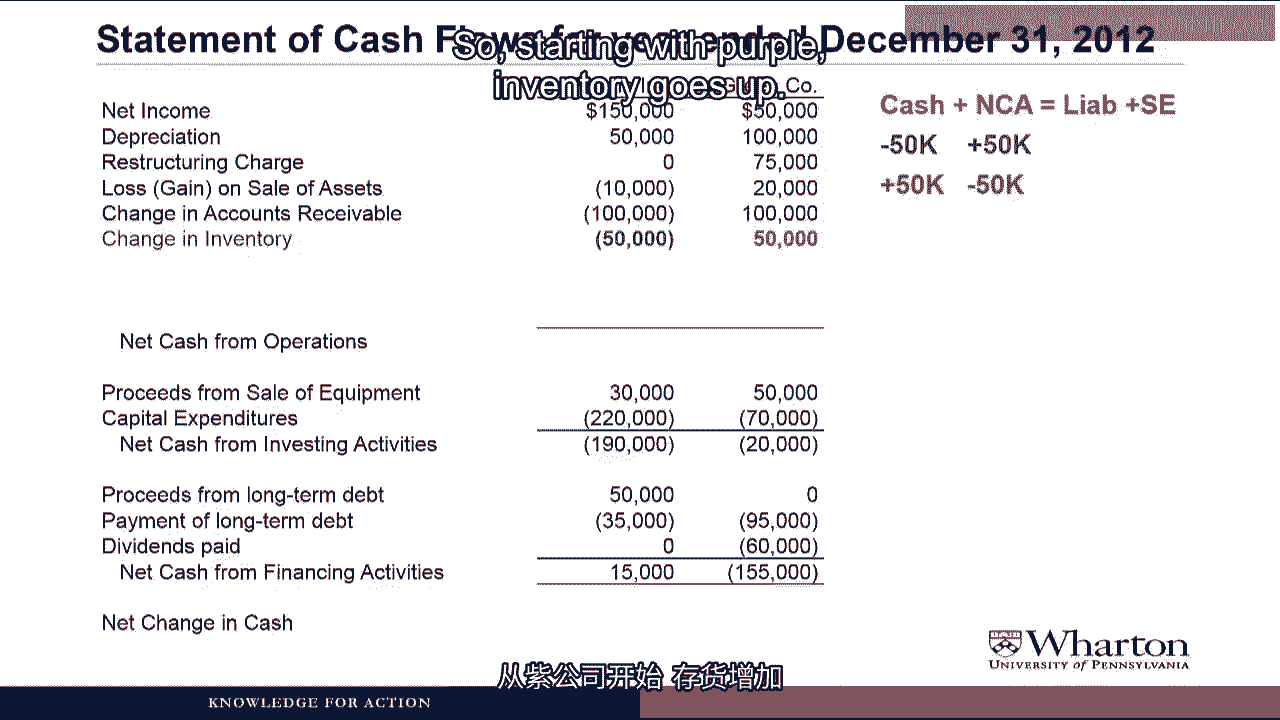 Statement of Cash Flows for year ended December 31, 2012
So, starting with purple,
inventory goes up.
Co.
Net Income $150,000 $50,000
Depreciation 50,000 100,000
Restructuring Charge 0 75,000
Loss (Gain) on Sale of Assets (10,000) 20,000
Change in Accounts Receivable (100,000) 100,000
Change in Inventory (50,000) 50,000
Net Cash from Operations
Proceeds from Sale of Equipment 30,000 50,000
Capital Expenditures (220,000) (70,000)
Net Cash from Investing Activities (190,000) (20,000)
Proceeds from long-term debt 50,000 0
Payment of long-term debt (35,000) (95,000)
Dividends paid 0 (60,000)
Net Cash from Financing Activities 15,000 (155,000)
Net Change in Cash
Cash + NCA = Liab +SE
-50K +50K
+50K -50K
Wharton
UNIVERSITY of PENNSYLVANIA
从紫公司开始 存货增加
KNOWLEDGE FOR ACTION